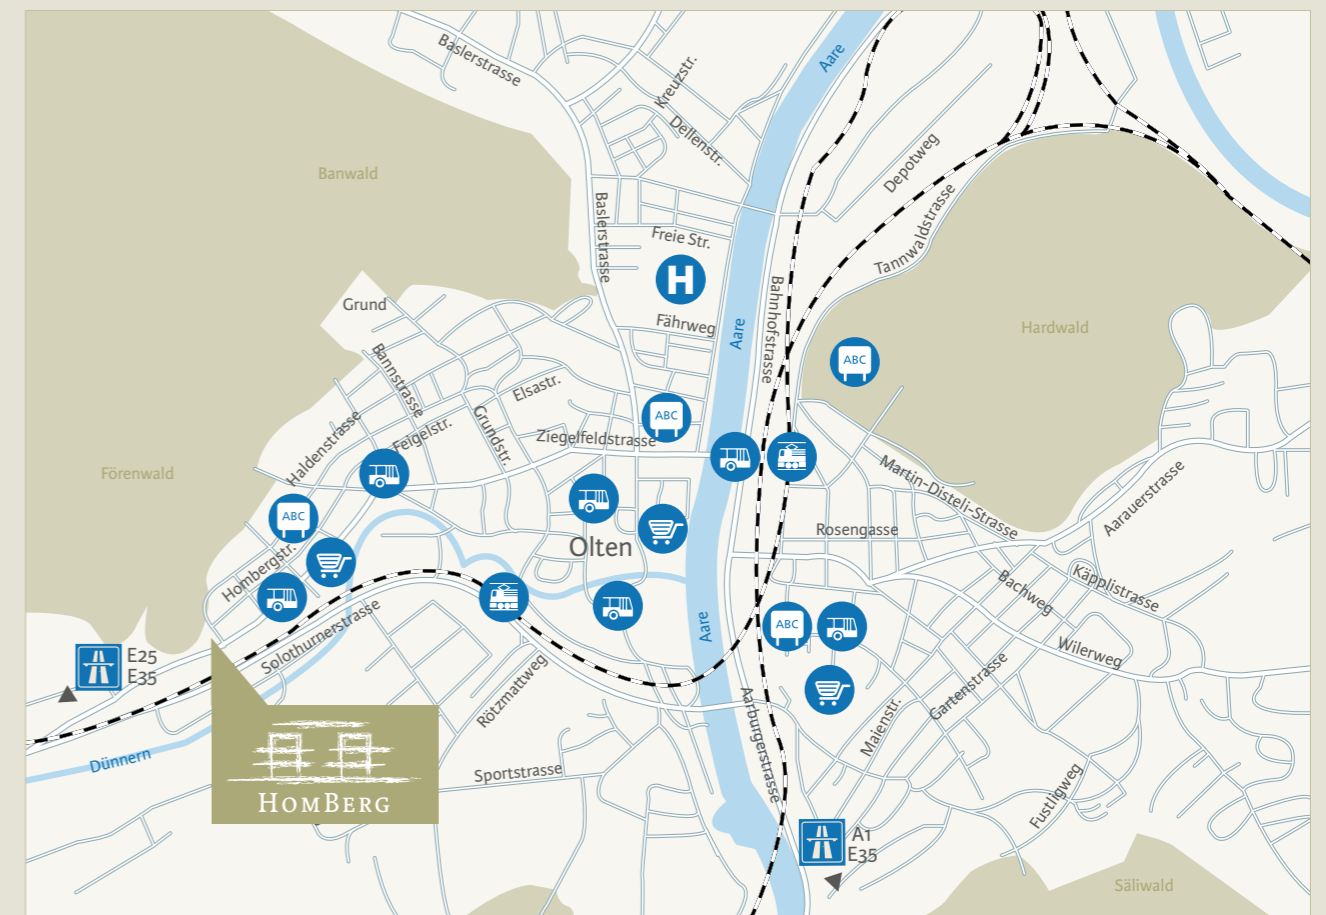 Baslerstrasse
Kreuzstr.
Dellenstr.
Aare
Depotweg
Banwald
Baslerstrasse
Freie Str.
Tannwaldstrasse
H
Bahnhofstrasse
Grund
Fährweg
Aare
Hardwald
Bannstrasse
ABC
Elsastr.
Feigelstr.
Grundstr.
ABC
Ziegelfeldstrasse
Haldenstrasse
Förenwald
Martin-Disteli-Strasse
Aarauerstrasse
ABC
Rosengasse
Olten
Hombergstr.
Bachweg
Käpplistrasse
Solothurnerstrasse
Aare
ABC
Wilerweg
E25
E35
Rötzmattweg
Gartenstrasse
Aarburgerstrasse
Maienstr.
Dünnern
Sportstrasse
HomBerg
Fustligweg
A1
E35
Säliwald